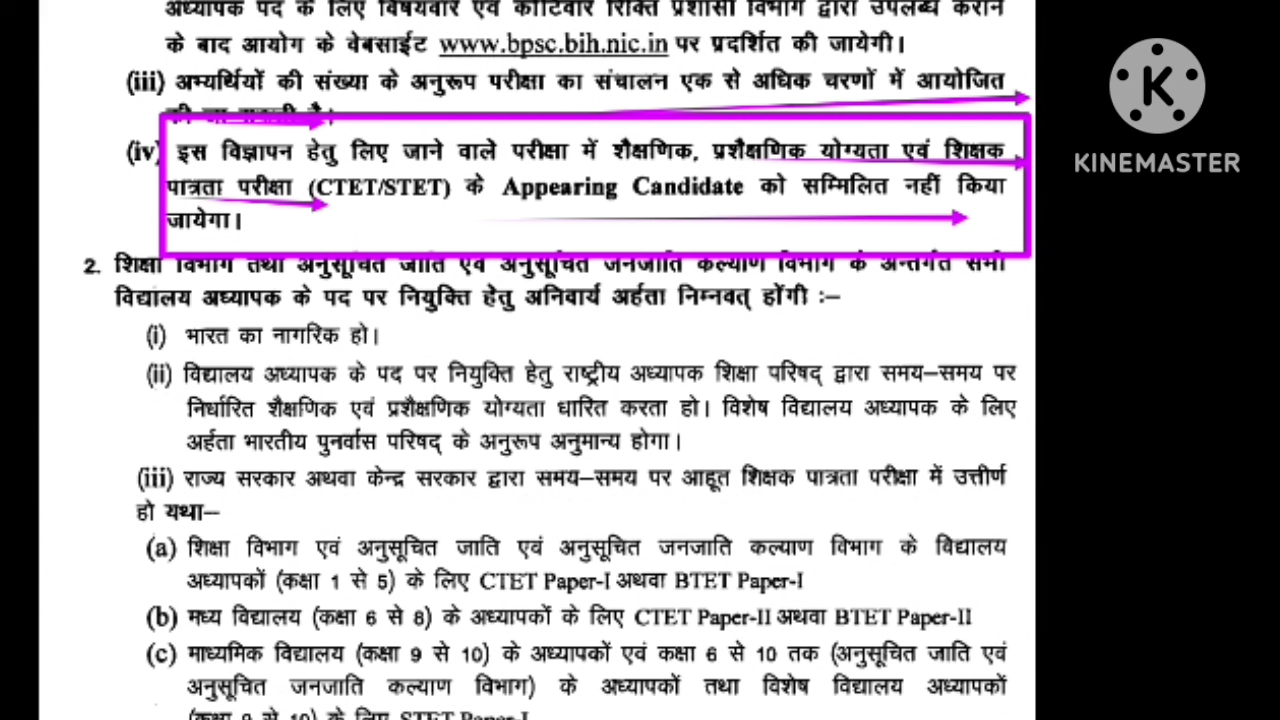 अध्यापक पद के लिए विषयवार एवं कोटिवार रिक्ति प्रशासी विभाग द्वारा उपलब्ध कराने
के बाद आयोग के वेबसाईट www.bpsc.bih.nic.in पर प्रदर्शित की जायेगी।
(iii) अभ्यर्थियों की संख्या के अनुरूप परीक्षा का संचालन एक से अधिक चरणों में आयोजित
की जा सकती है।
(iv) इस विज्ञापन हेतु लिए जाने वाले परीक्षा में शैक्षणिक, प्रशैक्षणिक योग्यता एवं शिक्षक
पात्रता परीक्षा (CTET/STET) के Appearing Candidate को सम्मिलित नहीं किया
जायेगा।
2. शिक्षा विभाग तथा अनुसूचित जाति एवं अनुसूचित जनजाति कल्याण विभाग के अन्तर्गत सभी
विद्यालय अध्यापक के पद पर नियुक्ति हेतु अनिवार्य अर्हता निम्नवत् होंगी :–
(i) भारत का नागरिक हो।
(ii) विद्यालय अध्यापक के पद पर नियुक्ति हेतु राष्ट्रीय अध्यापक शिक्षा परिषद् द्वारा समय–समय पर
निर्धारित शैक्षणिक एवं प्रशैक्षणिक योग्यता धारित करता हो। विशेष विद्यालय अध्यापक के लिए
अर्हता भारतीय पुनर्वास परिषद् के अनुरूप अनुमान्य होगा।
(iii) राज्य सरकार अथवा केन्द्र सरकार द्वारा समय–समय पर आहूत शिक्षक पात्रता परीक्षा में उत्तीर्ण
हो यथा–
(a) शिक्षा विभाग एवं अनुसूचित जाति एवं अनुसूचित जनजाति कल्याण विभाग के विद्यालय
अध्यापकों (कक्षा 1 से 5) के लिए CTET Paper-I अथवा BTET Paper-I
(b) मध्य विद्यालय (कक्षा 6 से 8) के अध्यापकों के लिए CTET Paper-II अथवा BTET Paper-II
(c) माध्यमिक विद्यालय (कक्षा 9 से 10) के अध्यापकों एवं कक्षा 6 से 10 तक (अनुसूचित जाति एवं
अनुसूचित जनजाति कल्याण विभाग) के अध्यापकों तथा विशेष विद्यालय अध्यापकों
(कक्षा 9 से 10) के लिए STET Paper-I
K
KINEMASTER